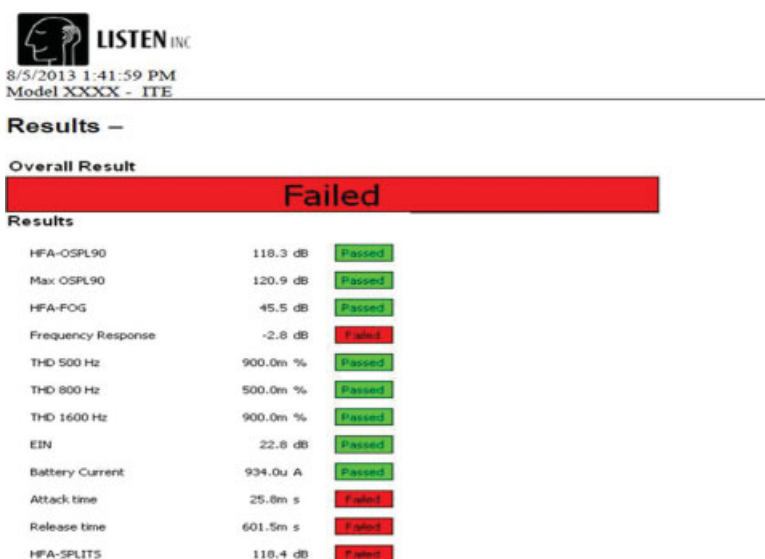 LISTEN INC
8/5/2013 1:41:59 PM
Model XXXX - ITE
Results –
Overall Result
Failed
Results
HFA-OSPL90 118.3 dB Passed
Max OSPL90 120.9 dB Passed
HFA-FOG 45.5 dB Passed
Frequency Response -2.8 dB Failed
THD 500 Hz 900.0m % Passed
THD 800 Hz 500.0m % Passed
THD 1600 Hz 900.0m % Passed
EIN 22.8 dB Passed
Battery Current 934.0u A Passed
Attack time 25.8m s Failed
Release time 601.5m s Failed
HFA-SPLITS 118.4 dB Failed